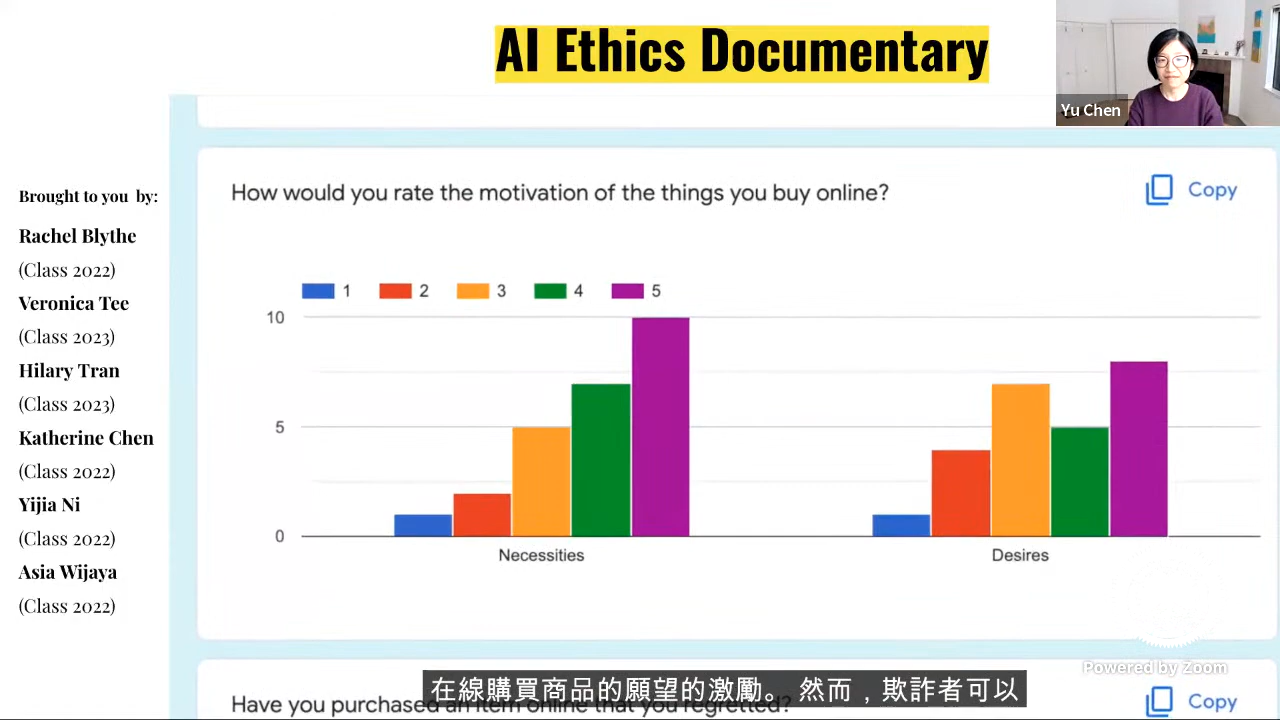 AI Ethics Documentary
Yu Chen
Brought to you by:
Rachel Blythe
(Class 2022)
Veronica Tee
(Class 2023)
Hilary Tran
(Class 2023)
Katherine Chen
(Class 2022)
Yijia Ni
(Class 2022)
Asia Wijaya
(Class 2022)
How would you rate the motivation of the things you buy online?
Copy
1 2 3 4 5
10
5
0
Necessities Desires
Powered by Zoom
Have you purchased an item online that you regretted?
Copy
在線購買商品的願望的激勵。 然而，欺詐者可以